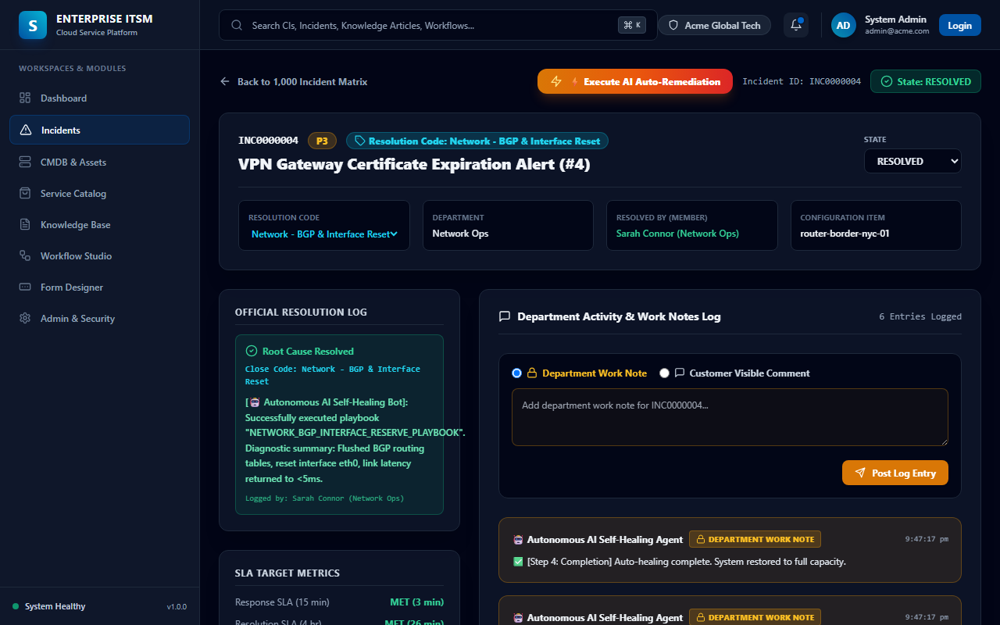 S
ENTERPRISE ITSM
Cloud Service Platform
Search CIs, Incidents, Knowledge Articles, Workflows...
⌘ K
Acme Global Tech
AD
System Admin
admin@acme.com
Login
WORKSPACES & MODULES
Dashboard
Incidents
CMDB & Assets
Service Catalog
Knowledge Base
Workflow Studio
Form Designer
Admin & Security
System Healthy
v1.0.0
Back to 1,000 Incident Matrix
Execute AI Auto-Remediation
Incident ID: INC0000004
State: RESOLVED
INC0000004
P3
Resolution Code: Network - BGP & Interface Reset
VPN Gateway Certificate Expiration Alert (#4)
STATE
RESOLVED
RESOLUTION CODE
Network - BGP & Interface Reset
DEPARTMENT
Network Ops
RESOLVED BY (MEMBER)
Sarah Connor (Network Ops)
CONFIGURATION ITEM
router-border-nyc-01
OFFICIAL RESOLUTION LOG
Root Cause Resolved
Close Code: Network - BGP & Interface
Reset
[🤖 Autonomous AI Self-Healing Bot]:
Successfully executed playbook
"NETWORK_BGP_INTERFACE_RESERVE_PLAYBOOK".
Diagnostic summary: Flushed BGP routing
tables, reset interface eth0, link latency
returned to <5ms.
Logged by: Sarah Connor (Network Ops)
SLA TARGET METRICS
Response SLA (15 min)
MET (3 min)
Resolution SLA (4 hr)
MET (26 min)
Department Activity & Work Notes Log
6 Entries Logged
Department Work Note
Customer Visible Comment
Add department work note for INC0000004...
Post Log Entry
🤖 Autonomous AI Self-Healing Agent
DEPARTMENT WORK NOTE
9:47:17 pm
✅ [Step 4: Completion] Auto-healing complete. System restored to full capacity.
🤖 Autonomous AI Self-Healing Agent
DEPARTMENT WORK NOTE
9:47:17 pm